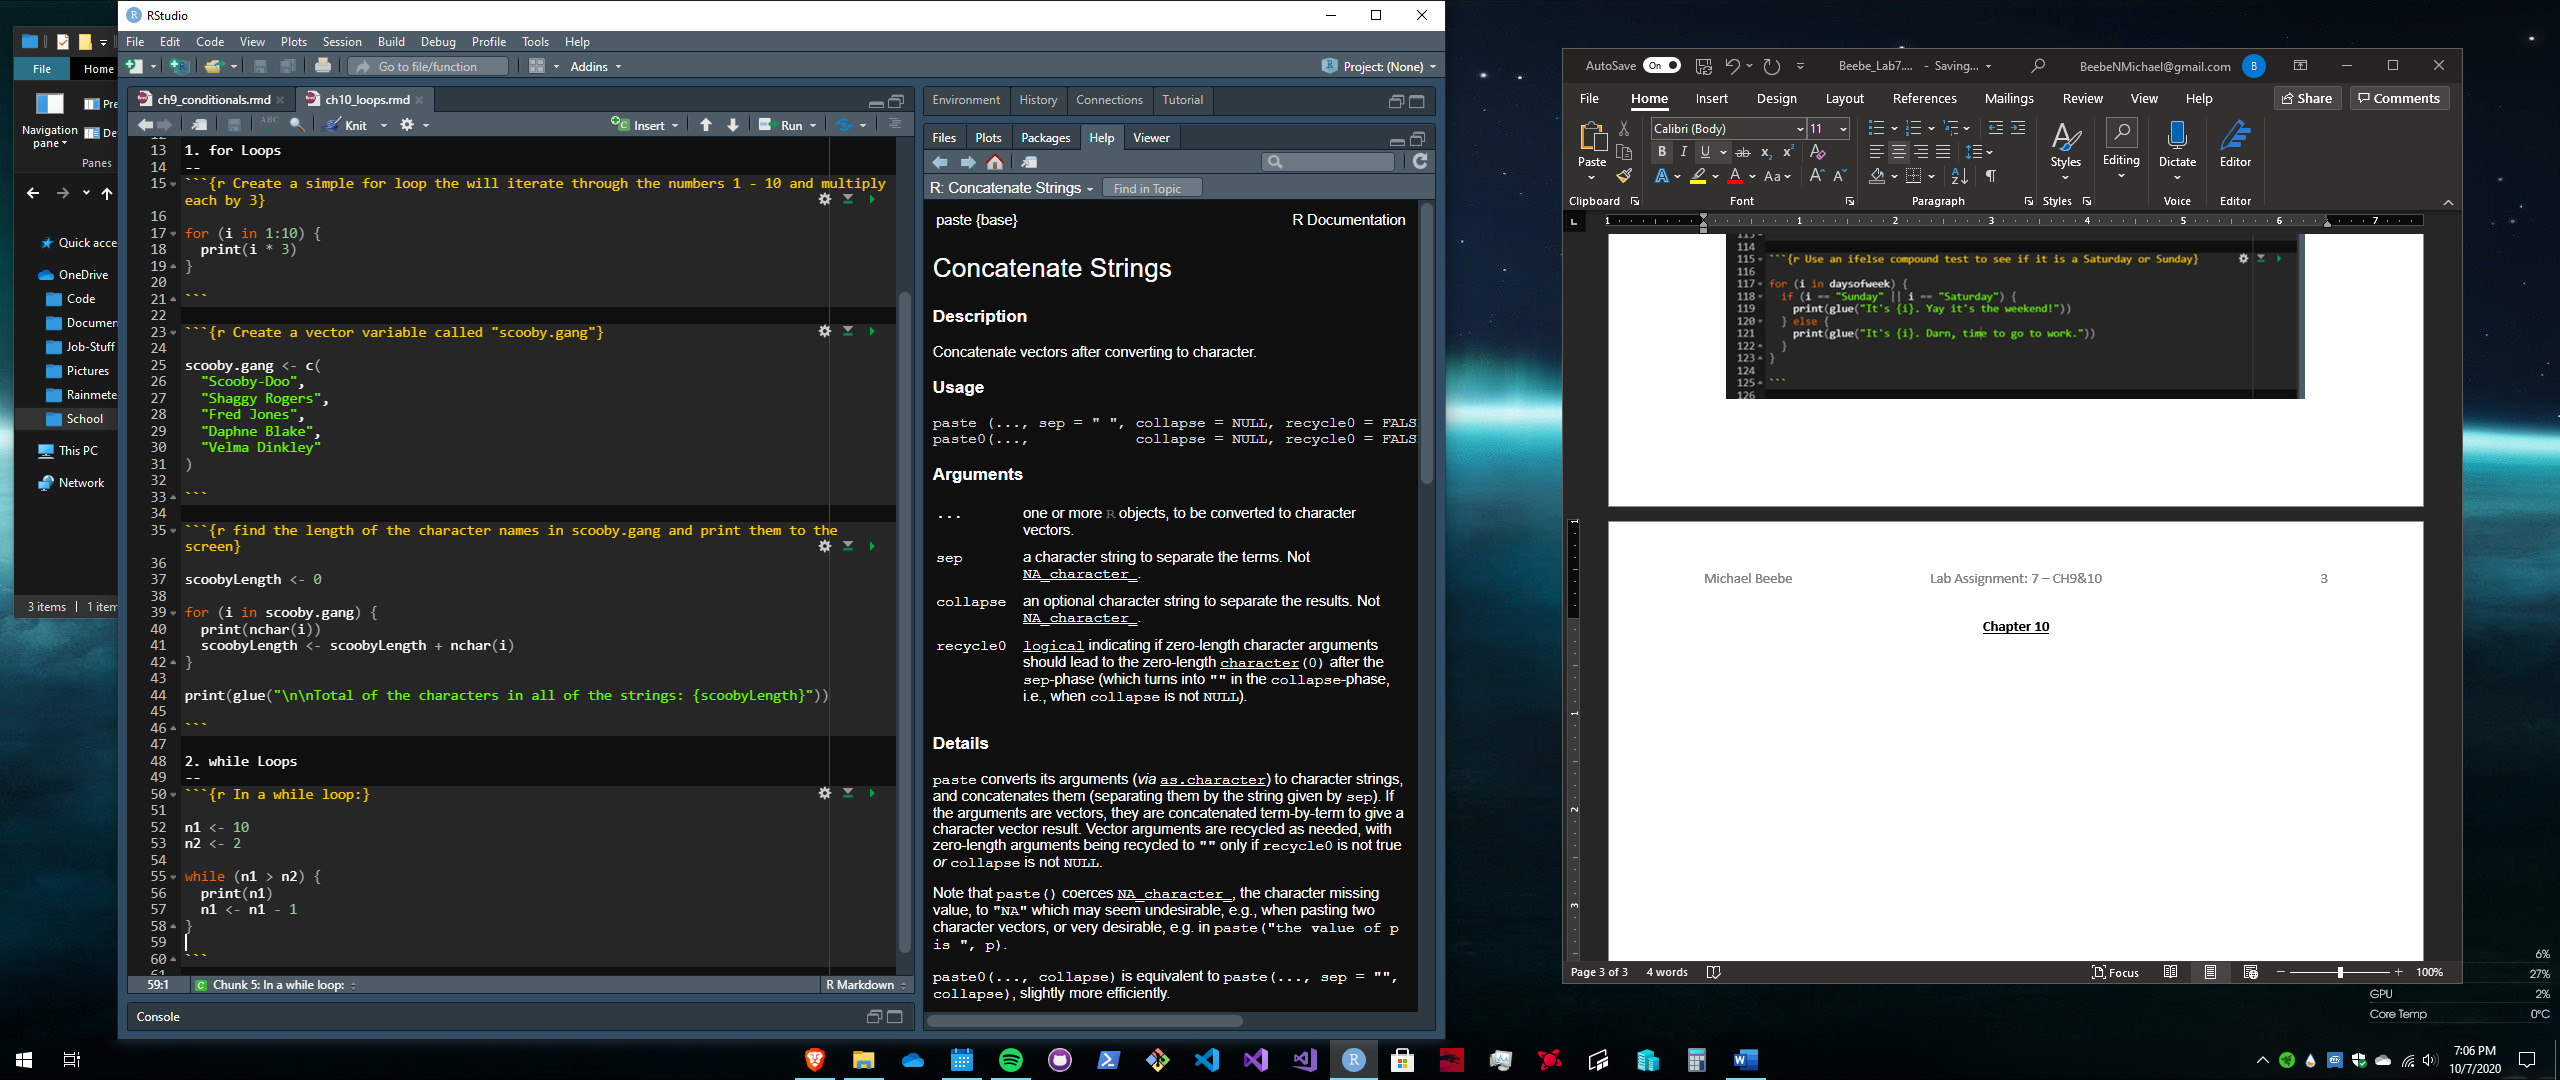 File
Home
Navigation pane
Panes
Quick acce
OneDrive
Code
Documen
Job-Stuff
Pictures
Rainmete
School
This PC
Network
3 items
1 item
RStudio
File Edit Code View Plots Session Build Debug Profile Tools Help
Go to file/function
Addins
Project: (None)
ch9_conditionals.rmd
ch10_loops.rmd
ABC
Knit
Insert
Run
13 1. for Loops
14 --
15 ```{r Create a simple for loop the will iterate through the numbers 1 - 10 and multiply
each by 3}
16
17 for (i in 1:10) {
18 print(i * 3)
19 }
20
21 ```
22
23 ```{r Create a vector variable called "scooby.gang"}
24
25 scooby.gang <- c(
26 "Scooby-Doo",
27 "Shaggy Rogers",
28 "Fred Jones",
29 "Daphne Blake",
30 "Velma Dinkley"
31 )
32
33 ```
34
35 ```{r find the length of the character names in scooby.gang and print them to the
screen}
36
37 scoobyLength <- 0
38
39 for (i in scooby.gang) {
40 print(nchar(i))
41 scoobyLength <- scoobyLength + nchar(i)
42 }
43
44 print(glue("\n\nTotal of the characters in all of the strings: {scoobyLength}"))
45
46 ```
47
48 2. while Loops
49 --
50 ```{r In a while loop:}
51
52 n1 <- 10
53 n2 <- 2
54
55 while (n1 > n2) {
56 print(n1)
57 n1 <- n1 - 1
58 }
59
60 ```
61
59:1 Chunk 5: In a while loop: R Markdown
Console
Environment History Connections Tutorial
Files Plots Packages Help Viewer
R: Concatenate Strings
Find in Topic
paste {base} R Documentation
Concatenate Strings
Description
Concatenate vectors after converting to character.
Usage
paste (..., sep = " ", collapse = NULL, recycle0 = FALS
paste0(..., collapse = NULL, recycle0 = FALS
Arguments
... one or more R objects, to be converted to character
vectors.
sep a character string to separate the terms. Not
NA_character_.
collapse an optional character string to separate the results. Not
NA_character_.
recycle0 logical indicating if zero-length character arguments
should lead to the zero-length character(0) after the
sep-phase (which turns into "" in the collapse-phase,
i.e., when collapse is not NULL).
Details
paste converts its arguments (via as.character) to character strings,
and concatenates them (separating them by the string given by sep). If
the arguments are vectors, they are concatenated term-by-term to give a
character vector result. Vector arguments are recycled as needed, with
zero-length arguments being recycled to "" only if recycle0 is not true
or collapse is not NULL.
Note that paste() coerces NA_character_, the character missing
value, to "NA" which may seem undesirable, e.g., when pasting two
character vectors, or very desirable, e.g. in paste("the value of p
is ", p).
paste0(..., collapse) is equivalent to paste(..., sep = "",
collapse), slightly more efficiently.
AutoSave On
Beebe_Lab7.... - Saving...
BeebeNMichael@gmail.com
B
File Home Insert Design Layout References Mailings Review View Help
Share
Comments
Paste
Calibri (Body) 11
Styles
Editing
Dictate
Editor
Clipboard Font Paragraph Styles Voice Editor
1 1 2 3 4 5 6 7
114
115 ```{r Use an ifelse compound test to see if it is a Saturday or Sunday}
116
117 for (i in daysofweek) {
118 if (i == "Sunday" || i == "Saturday") {
119 print(glue("It's {i}. Yay it's the weekend!"))
120 } else {
121 print(glue("It's {i}. Darn, time to go to work."))
122 }
123 }
124
125 ```
126
Michael Beebe Lab Assignment: 7 – CH9&10 3
Chapter 10
Page 3 of 3 4 words
Focus
100%
6%
27%
GPU 2%
Core Temp 0°C
7:06 PM
10/7/2020